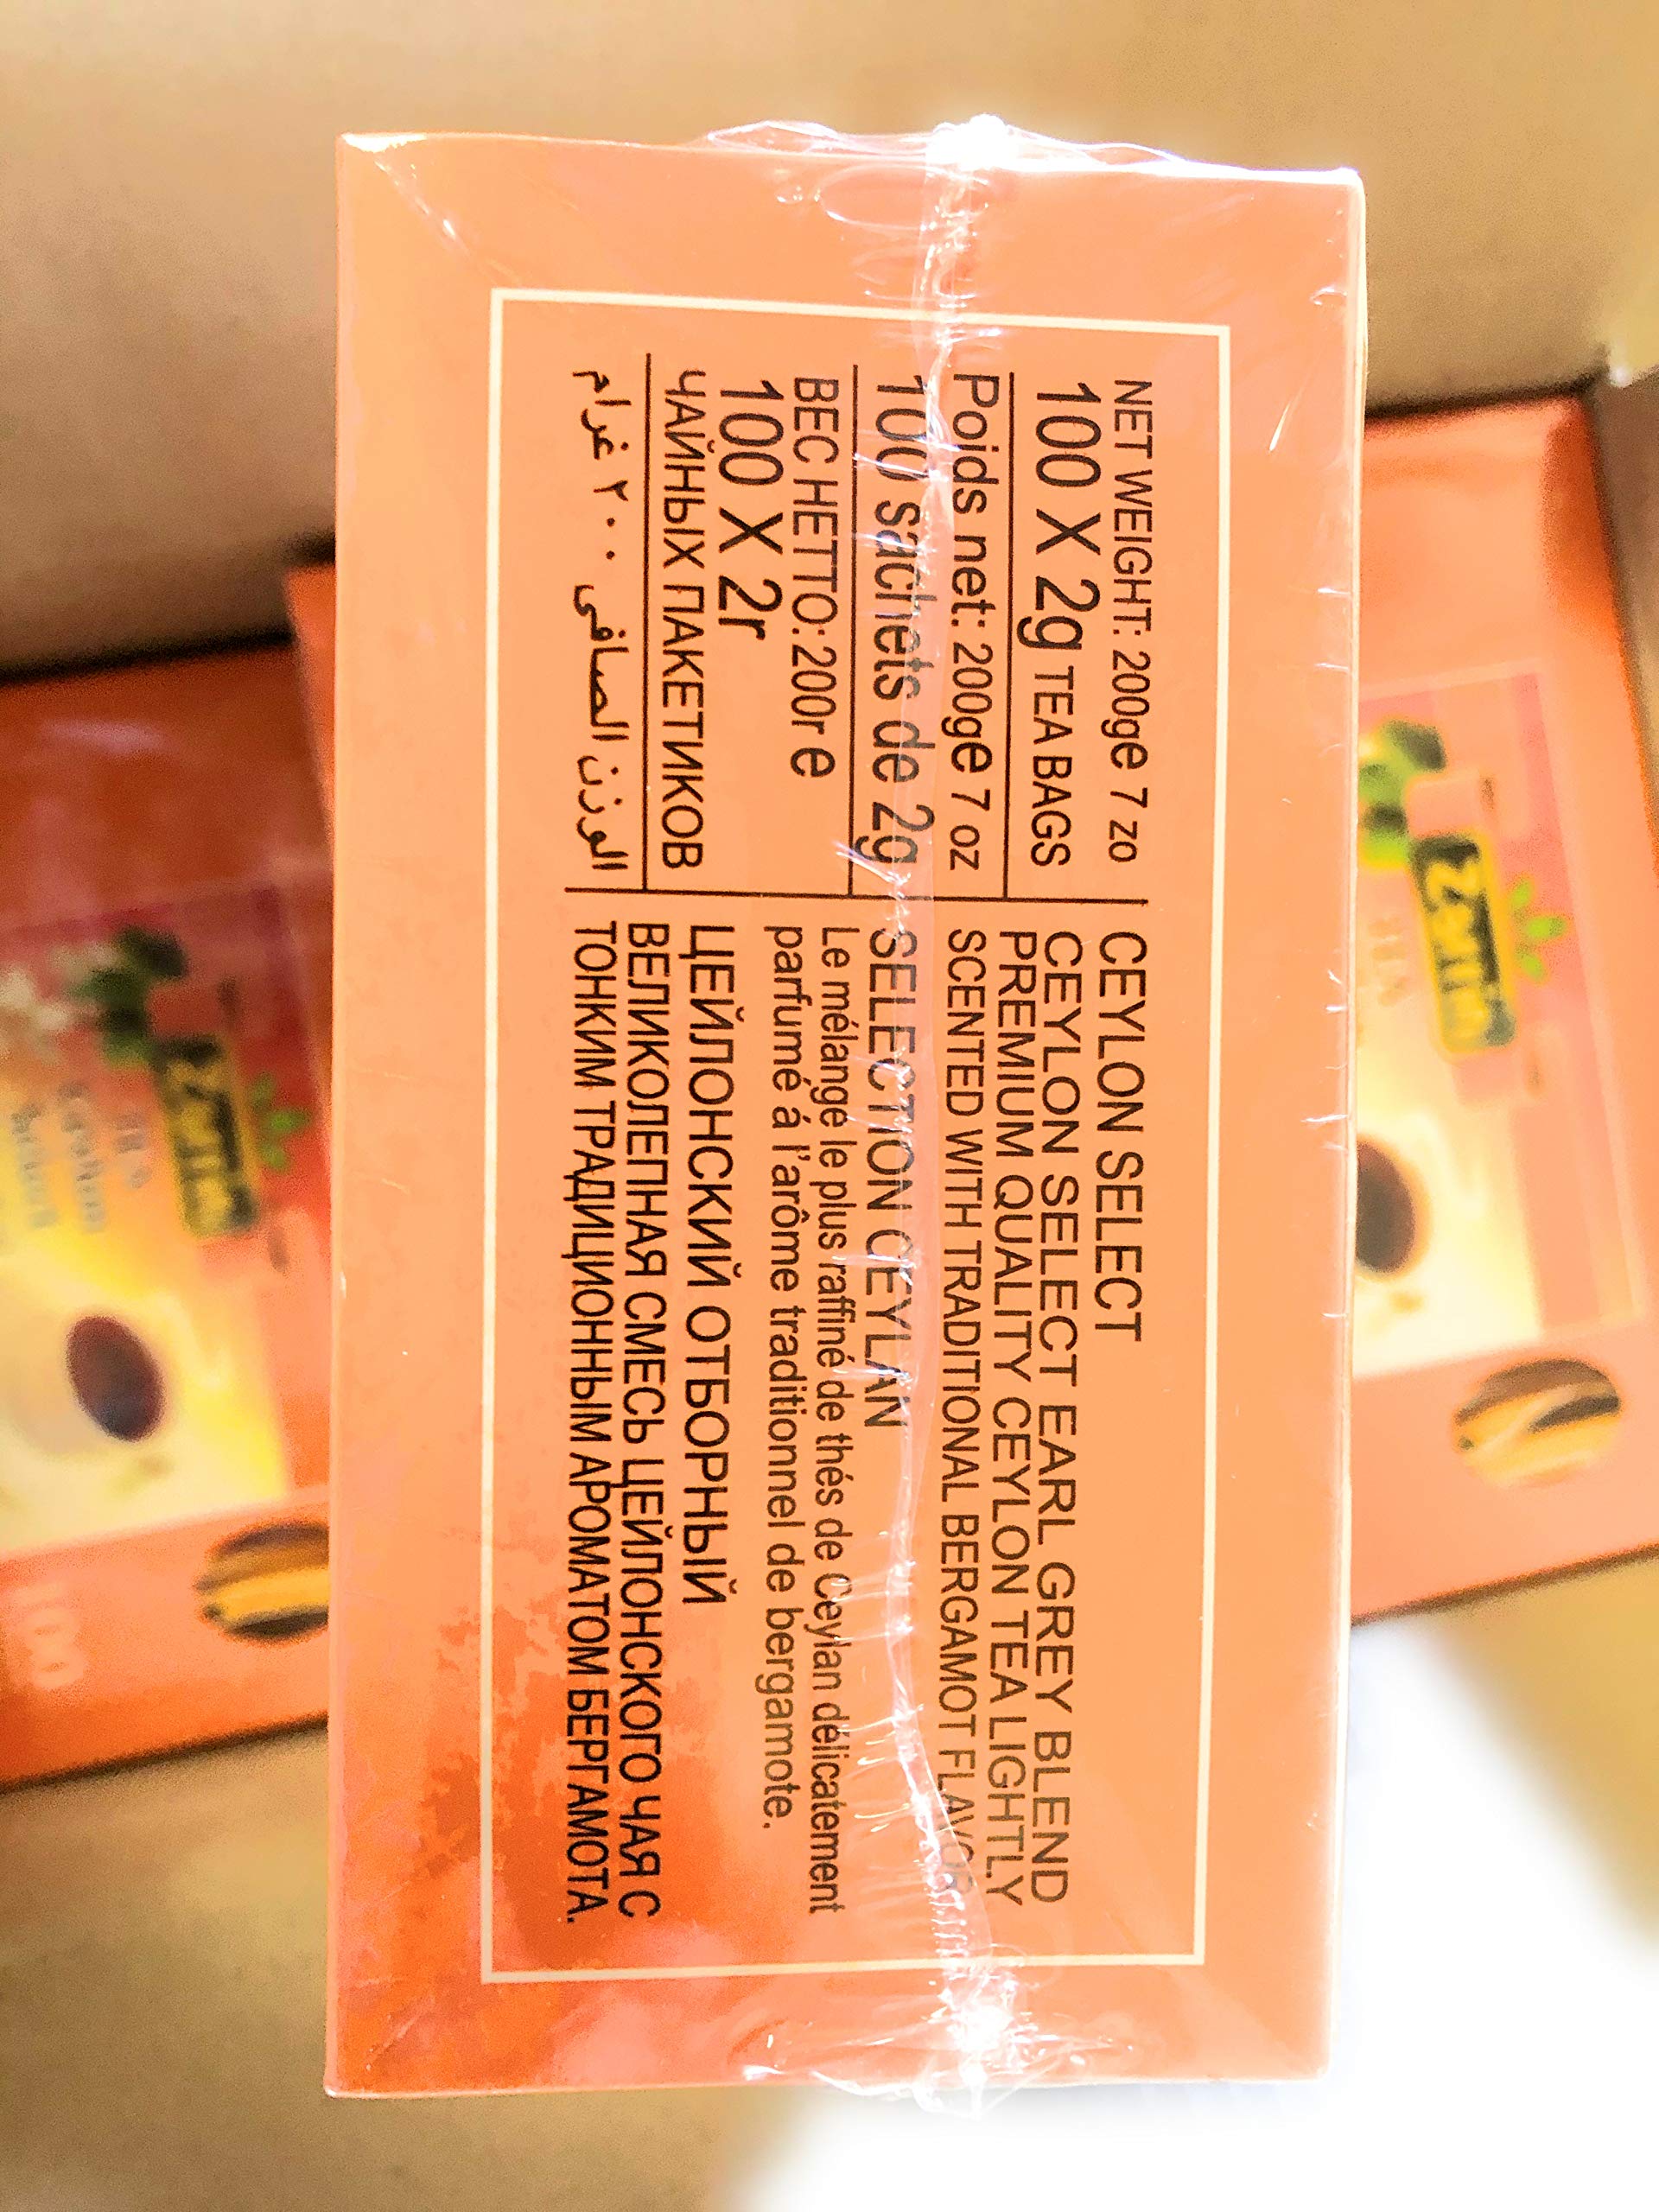 NET WEIGHT: 200ge 7 zo
100 X 2g TEA BAGS
Poids net: 200ge 7 oz
100 sachets de 2g
ВЕС НЕТТО: 200г e
100 X 2г
ЧАЙНЫХ ПАКЕТИКОВ
الوزن الصافى ٢٠٠ غرام
CEYLON SELECT
CEYLON SELECT EARL GREY BLEND
PREMIUM QUALITY CEYLON TEA LIGHTLY
SCENTED WITH TRADITIONAL BERGAMOT FLAVOR
SELECTION CEYLAN
Le mélange le plus raffiné de thés de Ceylan délicatement
parfumé á l'arôme traditionnel de bergamote.
ЦЕЙЛОНСКИЙ ОТБОРНЫЙ
ВЕЛИКОЛЕПНАЯ СМЕСЬ ЦЕЙЛОНСКОГО ЧАЯ С
ТОНКИМ ТРАДИЦИОННЫМ АРОМАТОМ БЕРГАМОТА.
100